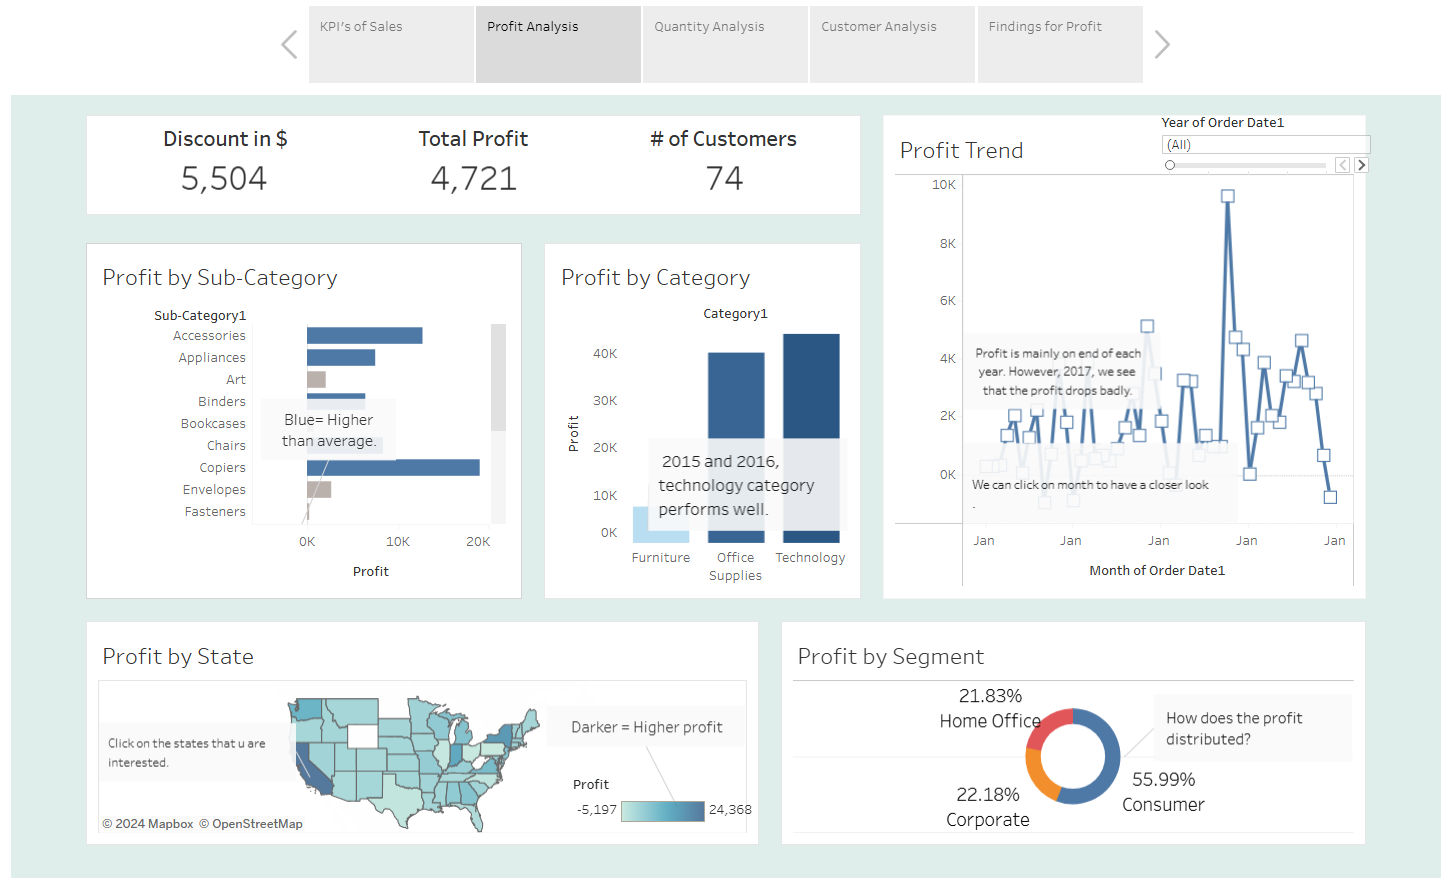 KPI's of Sales
Profit Analysis
Quantity Analysis
Customer Analysis
Findings for Profit
Discount in $
5,504
Total Profit
4,721
# of Customers
74
Profit Trend
Year of Order Date1
(All)
10K
8K
6K
4K
2K
0K
Profit is mainly on end of each
year. However, 2017, we see
that the profit drops badly.
We can click on month to have a closer look
.
Jan
Jan
Jan
Jan
Jan
Month of Order Date1
Profit by Sub-Category
Sub-Category1
Accessories
Appliances
Art
Binders
Bookcases
Chairs
Copiers
Envelopes
Fasteners
Blue= Higher
than average.
0K
10K
20K
Profit
Profit by Category
Category1
Profit
40K
30K
20K
10K
0K
2015 and 2016,
technology category
performs well.
Furniture
Office
Supplies
Technology
Profit by State
Click on the states that u are
interested.
Darker = Higher profit
Profit
-5,197
24,368
© 2024 Mapbox © OpenStreetMap
Profit by Segment
21.83%
Home Office
22.18%
Corporate
55.99%
Consumer
How does the profit
distributed?